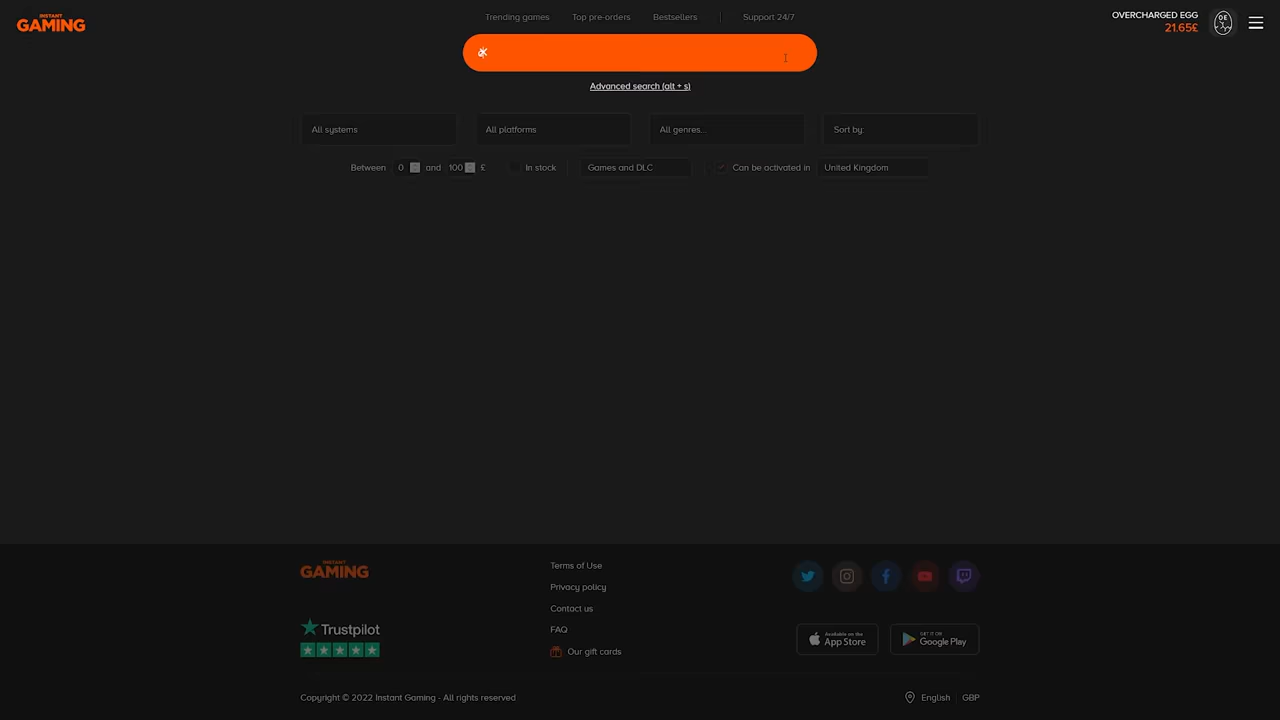 INSTANT GAMING
Trending games
Top pre-orders
Bestsellers
Support 24/7
OVERCHARGED EGG
21.65£
OE
Advanced search (alt + s)
All systems
All platforms
All genres...
Sort by:
Between 0 and 100 £
In stock
Games and DLC
Can be activated in
United Kingdom
INSTANT GAMING
Trustpilot
Terms of Use
Privacy policy
Contact us
FAQ
Our gift cards
Available on the App Store
GET IT ON Google Play
Copyright © 2022 Instant Gaming - All rights reserved
English
GBP